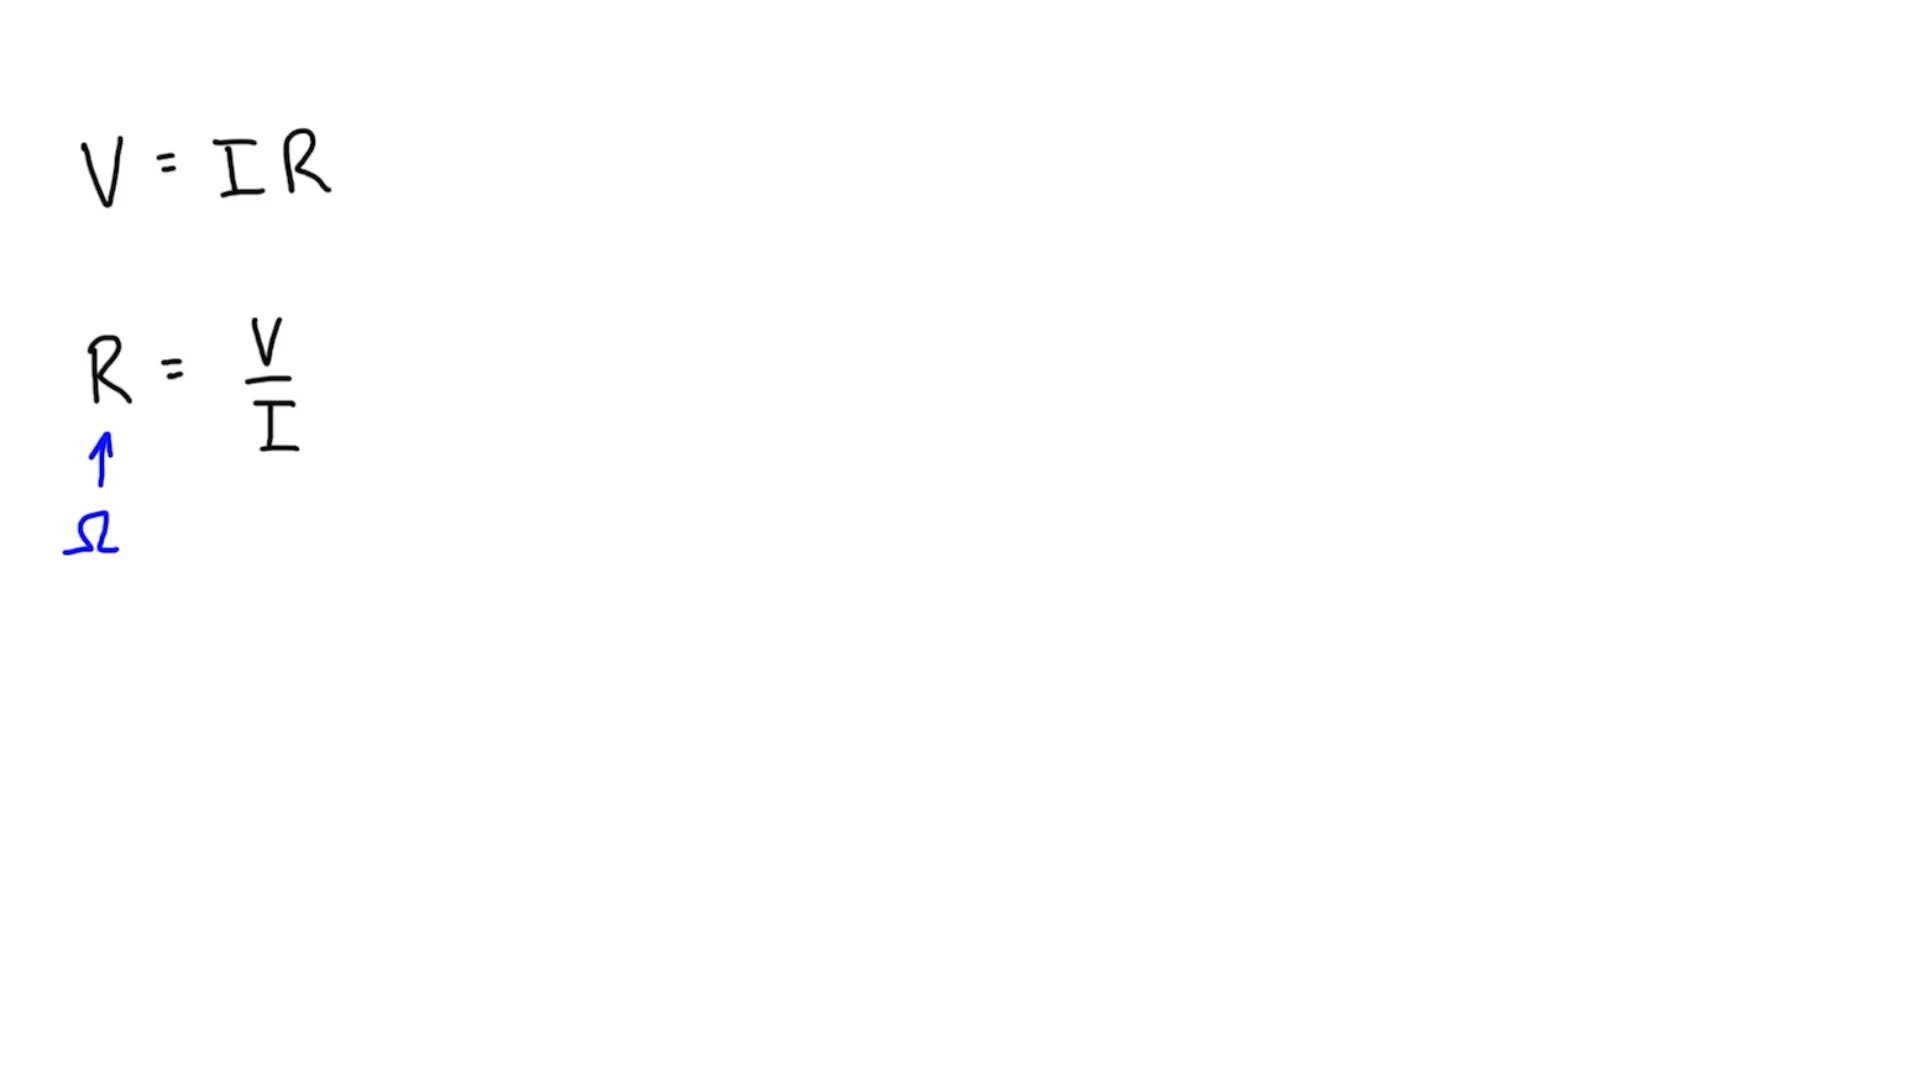 V = IR
R = V/I
↑
Ω